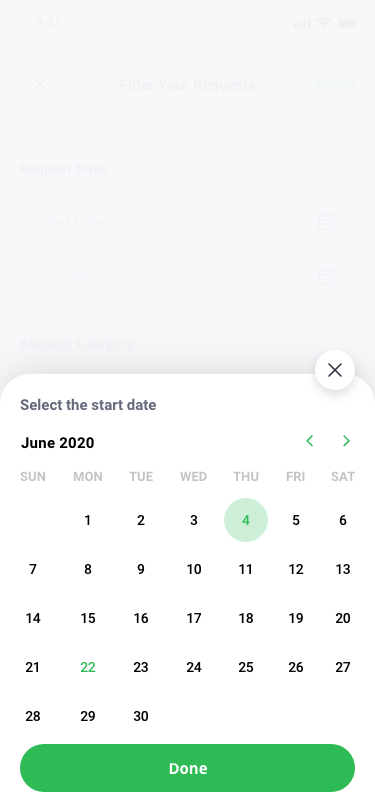 9:41
Filter Your Requests
Request Date
Start Date
End Date
Request Category
Select the start date
June 2020
SUN MON TUE WED THU FRI SAT
1 2 3 4 5 6
7 8 9 10 11 12 13
14 15 16 17 18 19 20
21 22 23 24 25 26 27
28 29 30
Done